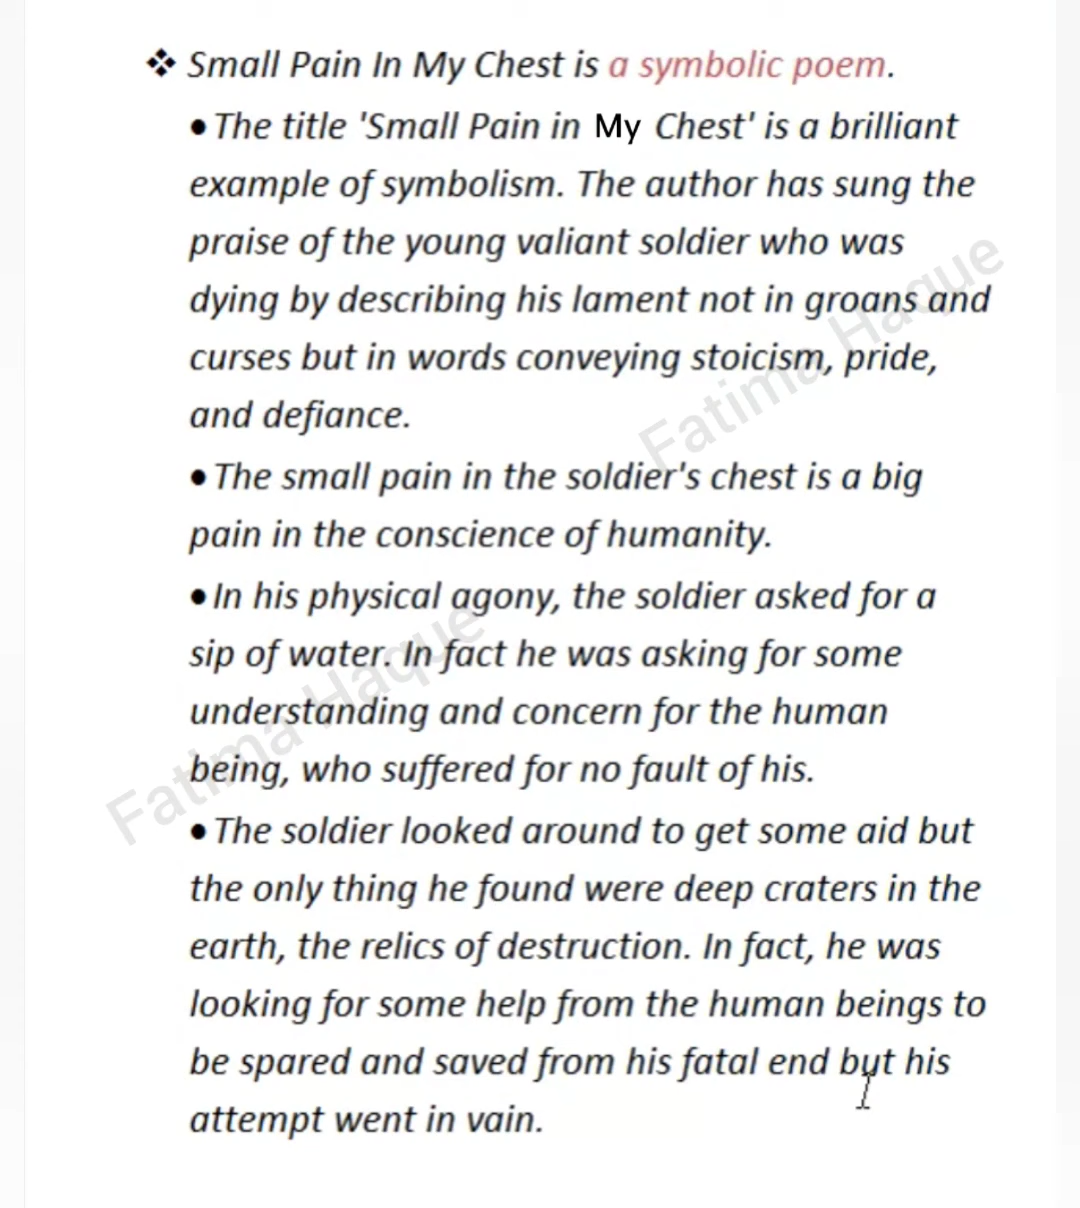 ❖ Small Pain In My Chest is a symbolic poem.
• The title 'Small Pain in My Chest' is a brilliant
example of symbolism. The author has sung the
praise of the young valiant soldier who was
dying by describing his lament not in groans and
curses but in words conveying stoicism, pride,
and defiance.
• The small pain in the soldier's chest is a big
pain in the conscience of humanity.
• In his physical agony, the soldier asked for a
sip of water. In fact he was asking for some
understanding and concern for the human
being, who suffered for no fault of his.
• The soldier looked around to get some aid but
the only thing he found were deep craters in the
earth, the relics of destruction. In fact, he was
looking for some help from the human beings to
be spared and saved from his fatal end but his
attempt went in vain.
Fatima Haque
Fatima Haque